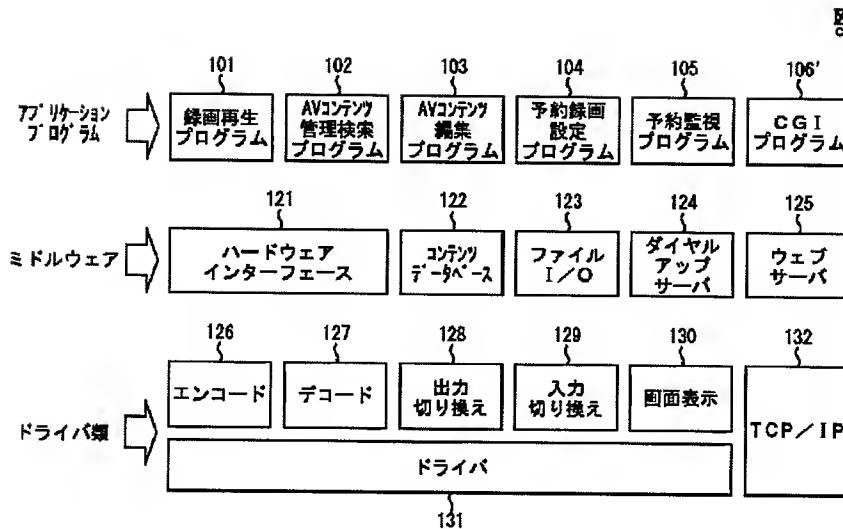 101 102 103 104 105 106'
アプリケーション
プログラム
録画再生
プログラム
AVコンテンツ
管理検索
プログラム
AVコンテンツ
編集
プログラム
予約録画
設定
プログラム
予約監視
プログラム
CGI
プログラム
121 122 123 124 125
ミドルウェア
ハードウェア
インターフェース
コンテンツ
データベース
ファイル
I/O
ダイヤル
アップ
サーバ
ウェブ
サーバ
126 127 128 129 130 132
ドライバ類
エンコード
デコード
出力
切り換え
入力
切り換え
画面表示
TCP/IP
ドライバ
131